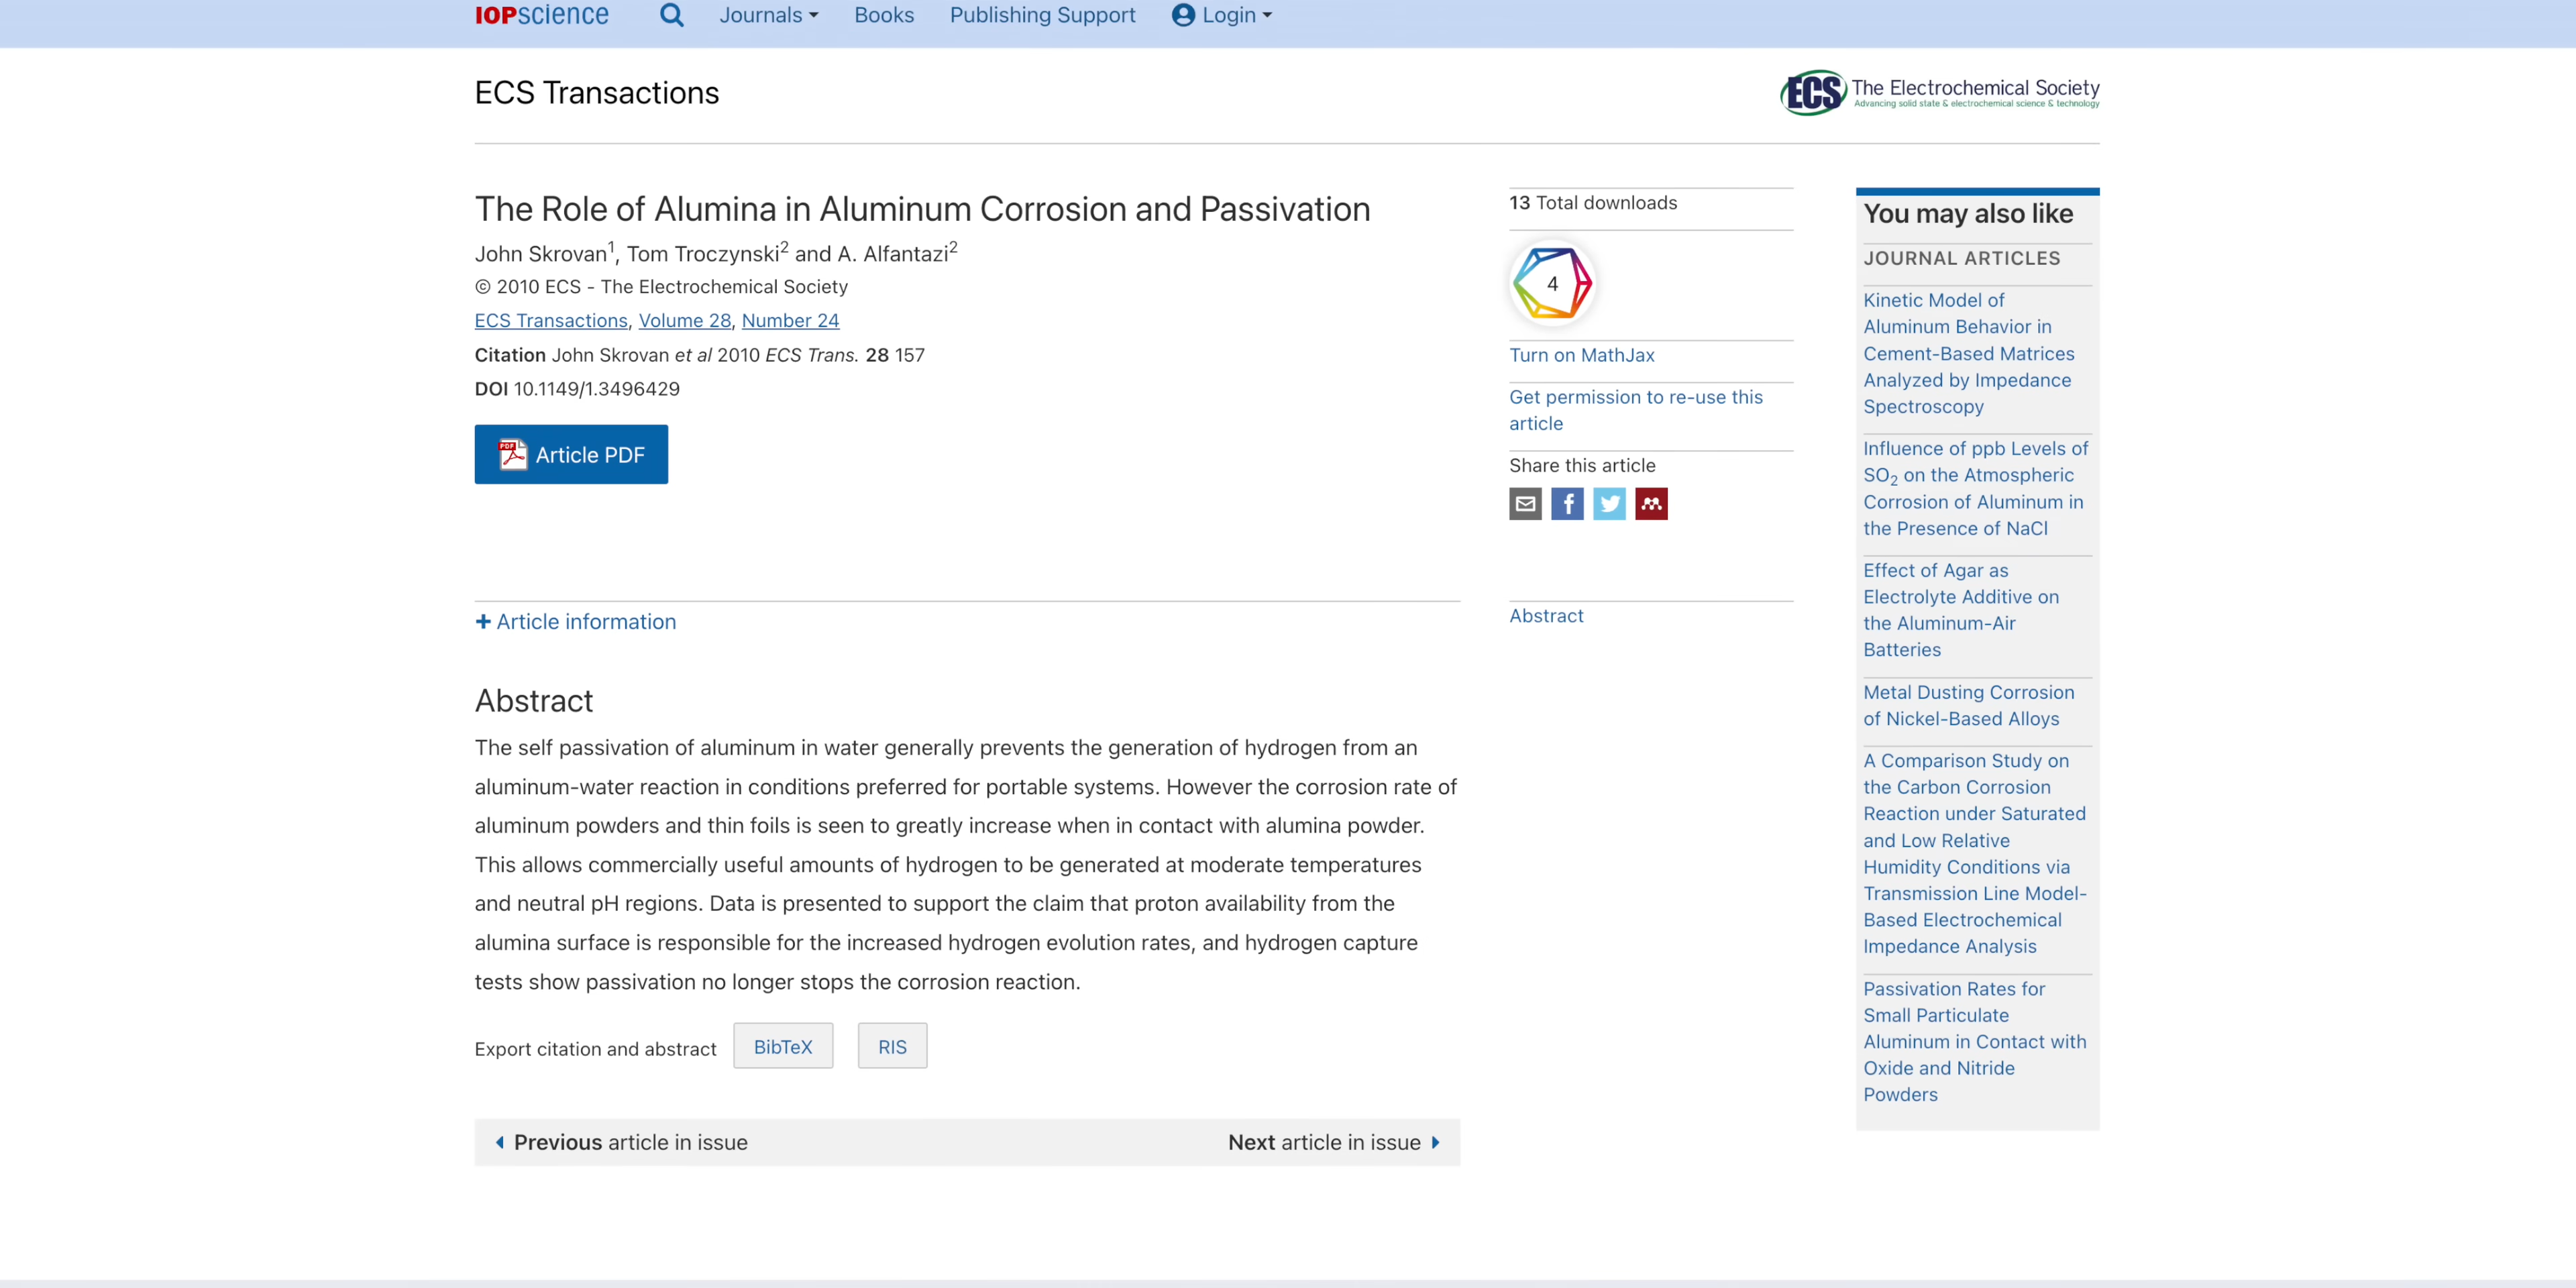 IOPscience Journals Books Publishing Support Login
ECS Transactions
ECS The Electrochemical Society
Advancing solid state & electrochemical science & technology
The Role of Alumina in Aluminum Corrosion and Passivation
John Skrovan1, Tom Troczynski2 and A. Alfantazi2
© 2010 ECS - The Electrochemical Society
ECS Transactions, Volume 28, Number 24
Citation John Skrovan et al 2010 ECS Trans. 28 157
DOI 10.1149/1.3496429
PDF Article PDF
+ Article information
Abstract
The self passivation of aluminum in water generally prevents the generation of hydrogen from an
aluminum-water reaction in conditions preferred for portable systems. However the corrosion rate of
aluminum powders and thin foils is seen to greatly increase when in contact with alumina powder.
This allows commercially useful amounts of hydrogen to be generated at moderate temperatures
and neutral pH regions. Data is presented to support the claim that proton availability from the
alumina surface is responsible for the increased hydrogen evolution rates, and hydrogen capture
tests show passivation no longer stops the corrosion reaction.
Export citation and abstract BibTeX RIS
Previous article in issue Next article in issue
13 Total downloads
4
Turn on MathJax
Get permission to re-use this
article
Share this article
Abstract
You may also like
JOURNAL ARTICLES
Kinetic Model of
Aluminum Behavior in
Cement-Based Matrices
Analyzed by Impedance
Spectroscopy
Influence of ppb Levels of
SO2 on the Atmospheric
Corrosion of Aluminum in
the Presence of NaCl
Effect of Agar as
Electrolyte Additive on
the Aluminum-Air
Batteries
Metal Dusting Corrosion
of Nickel-Based Alloys
A Comparison Study on
the Carbon Corrosion
Reaction under Saturated
and Low Relative
Humidity Conditions via
Transmission Line Model-
Based Electrochemical
Impedance Analysis
Passivation Rates for
Small Particulate
Aluminum in Contact with
Oxide and Nitride
Powders